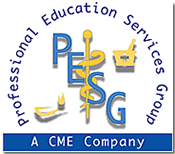 Professional Education Services Group
PESG
A CME Company